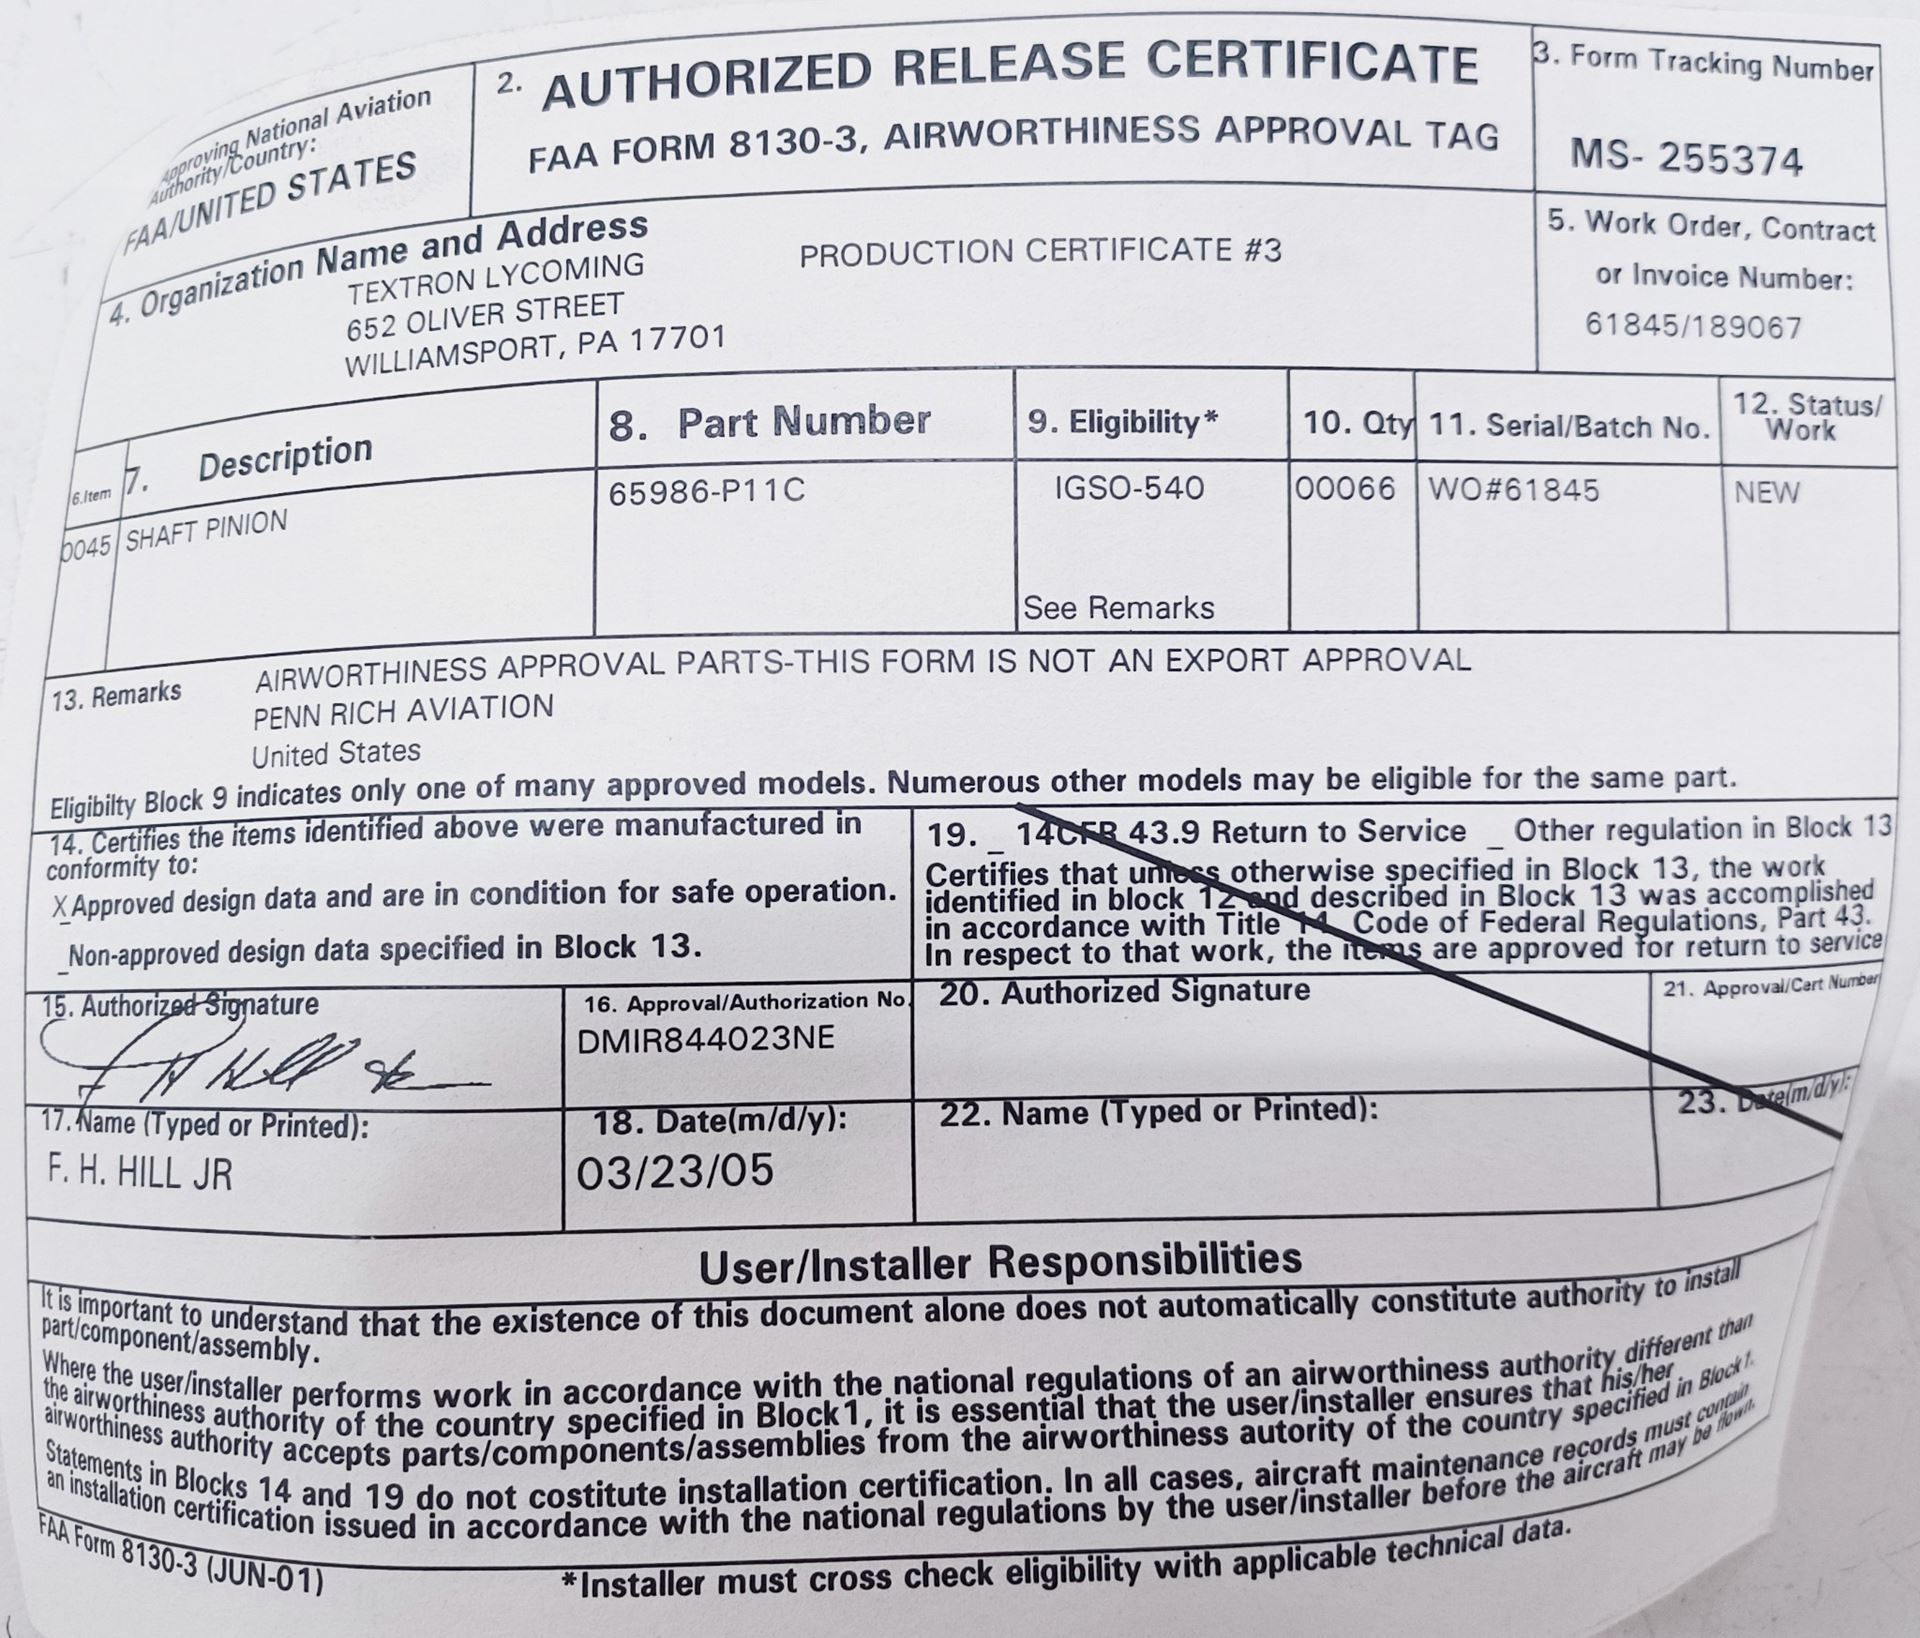 Approving National Aviation
Authority/Country:
FAA/UNITED STATES
2. AUTHORIZED RELEASE CERTIFICATE
FAA FORM 8130-3, AIRWORTHINESS APPROVAL TAG
3. Form Tracking Number
MS- 255374
4. Organization Name and Address
TEXTRON LYCOMING
652 OLIVER STREET
WILLIAMSPORT, PA 17701
PRODUCTION CERTIFICATE #3
5. Work Order, Contract
or Invoice Number:
61845/189067
6.Item
7. Description
8. Part Number
9. Eligibility*
10. Qty
11. Serial/Batch No.
12. Status/
Work
0045
SHAFT PINION
65986-P11C
IGSO-540
See Remarks
00066
WO#61845
NEW
13. Remarks
AIRWORTHINESS APPROVAL PARTS-THIS FORM IS NOT AN EXPORT APPROVAL
PENN RICH AVIATION
United States
Eligibilty Block 9 indicates only one of many approved models. Numerous other models may be eligible for the same part.
14. Certifies the items identified above were manufactured in
conformity to:
X Approved design data and are in condition for safe operation.
_Non-approved design data specified in Block 13.
19. _ 14CFR 43.9 Return to Service _ Other regulation in Block 13
Certifies that unless otherwise specified in Block 13, the work
identified in block 12 and described in Block 13 was accomplished
in accordance with Title 14, Code of Federal Regulations, Part 43.
In respect to that work, the items are approved for return to service
15. Authorized Signature
F H Hill
16. Approval/Authorization No.
DMIR844023NE
20. Authorized Signature
21. Approval/Cert Number
17. Name (Typed or Printed):
F. H. HILL JR
18. Date(m/d/y):
03/23/05
22. Name (Typed or Printed):
23. Date(m/d/y):
User/Installer Responsibilities
It is important to understand that the existence of this document alone does not automatically constitute authority to install
part/component/assembly.
Where the user/installer performs work in accordance with the national regulations of an airworthiness authority different than
the airworthiness authority of the country specified in Block1, it is essential that the user/installer ensures that his/her
airworthiness authority accepts parts/components/assemblies from the airworthiness autority of the country specified in Block1.
Statements in Blocks 14 and 19 do not costitute installation certification. In all cases, aircraft maintenance records must contain
an installation certification issued in accordance with the national regulations by the user/installer before the aircraft may be flown.
FAA Form 8130-3 (JUN-01)
*Installer must cross check eligibility with applicable technical data.